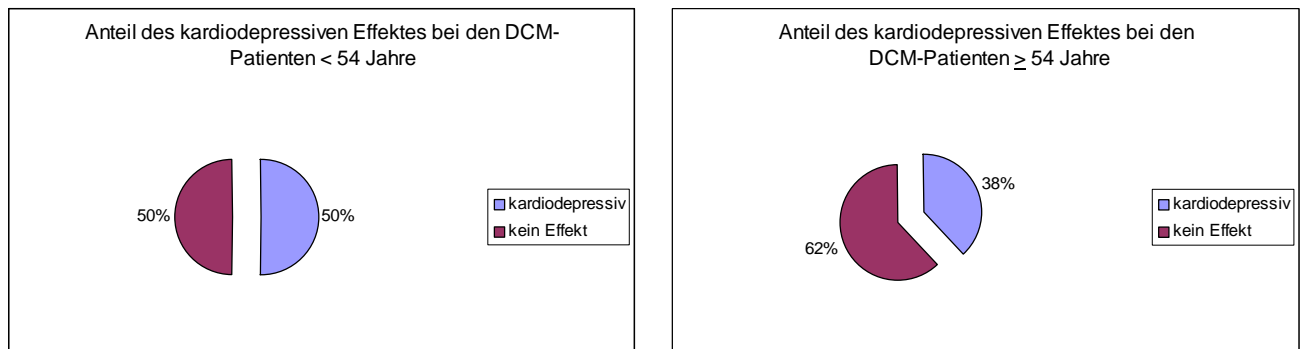 Anteil des kardiodepressiven Effektes bei den DCM-
Patienten < 54 Jahre
50%
50%
kardiodepressiv
kein Effekt
Anteil des kardiodepressiven Effektes bei den
DCM-Patienten ≥ 54 Jahre
38%
62%
kardiodepressiv
kein Effekt